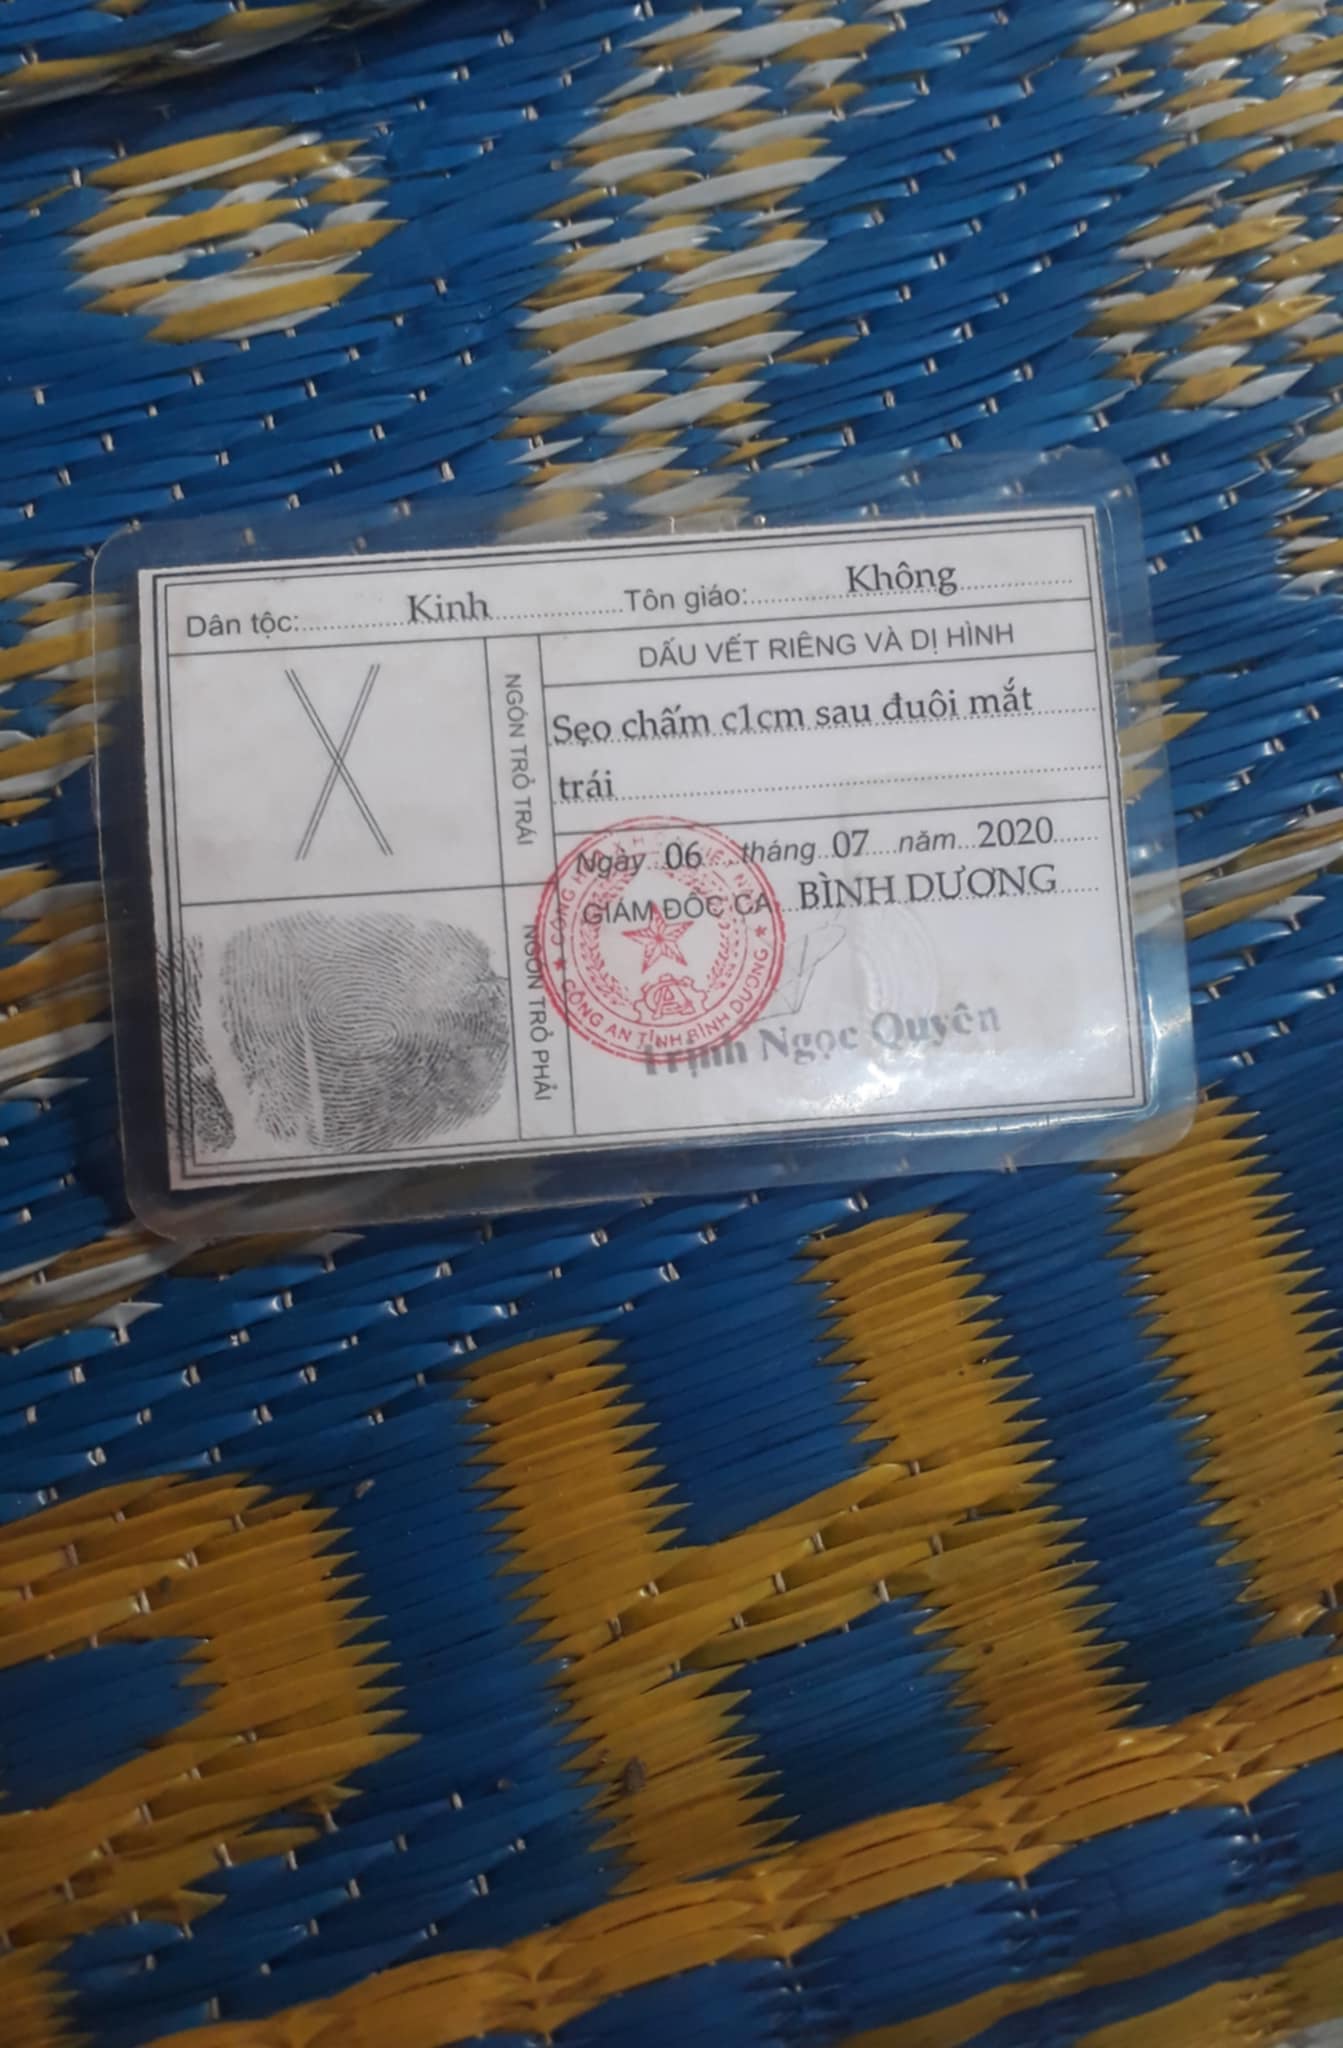 Dân tộc: Kinh Tôn giáo: Không
NGÓN TRỎ TRÁI
DẤU VẾT RIÊNG VÀ DỊ HÌNH
Sẹo chấm c1cm sau đuôi mắt
trái
Ngày 06 tháng 07 năm 2020
GIÁM ĐỐC CA BÌNH DƯƠNG
CÔNG AN TỈNH BÌNH DƯƠNG
Trịnh Ngọc Quyên
NGÓN TRỎ PHẢI